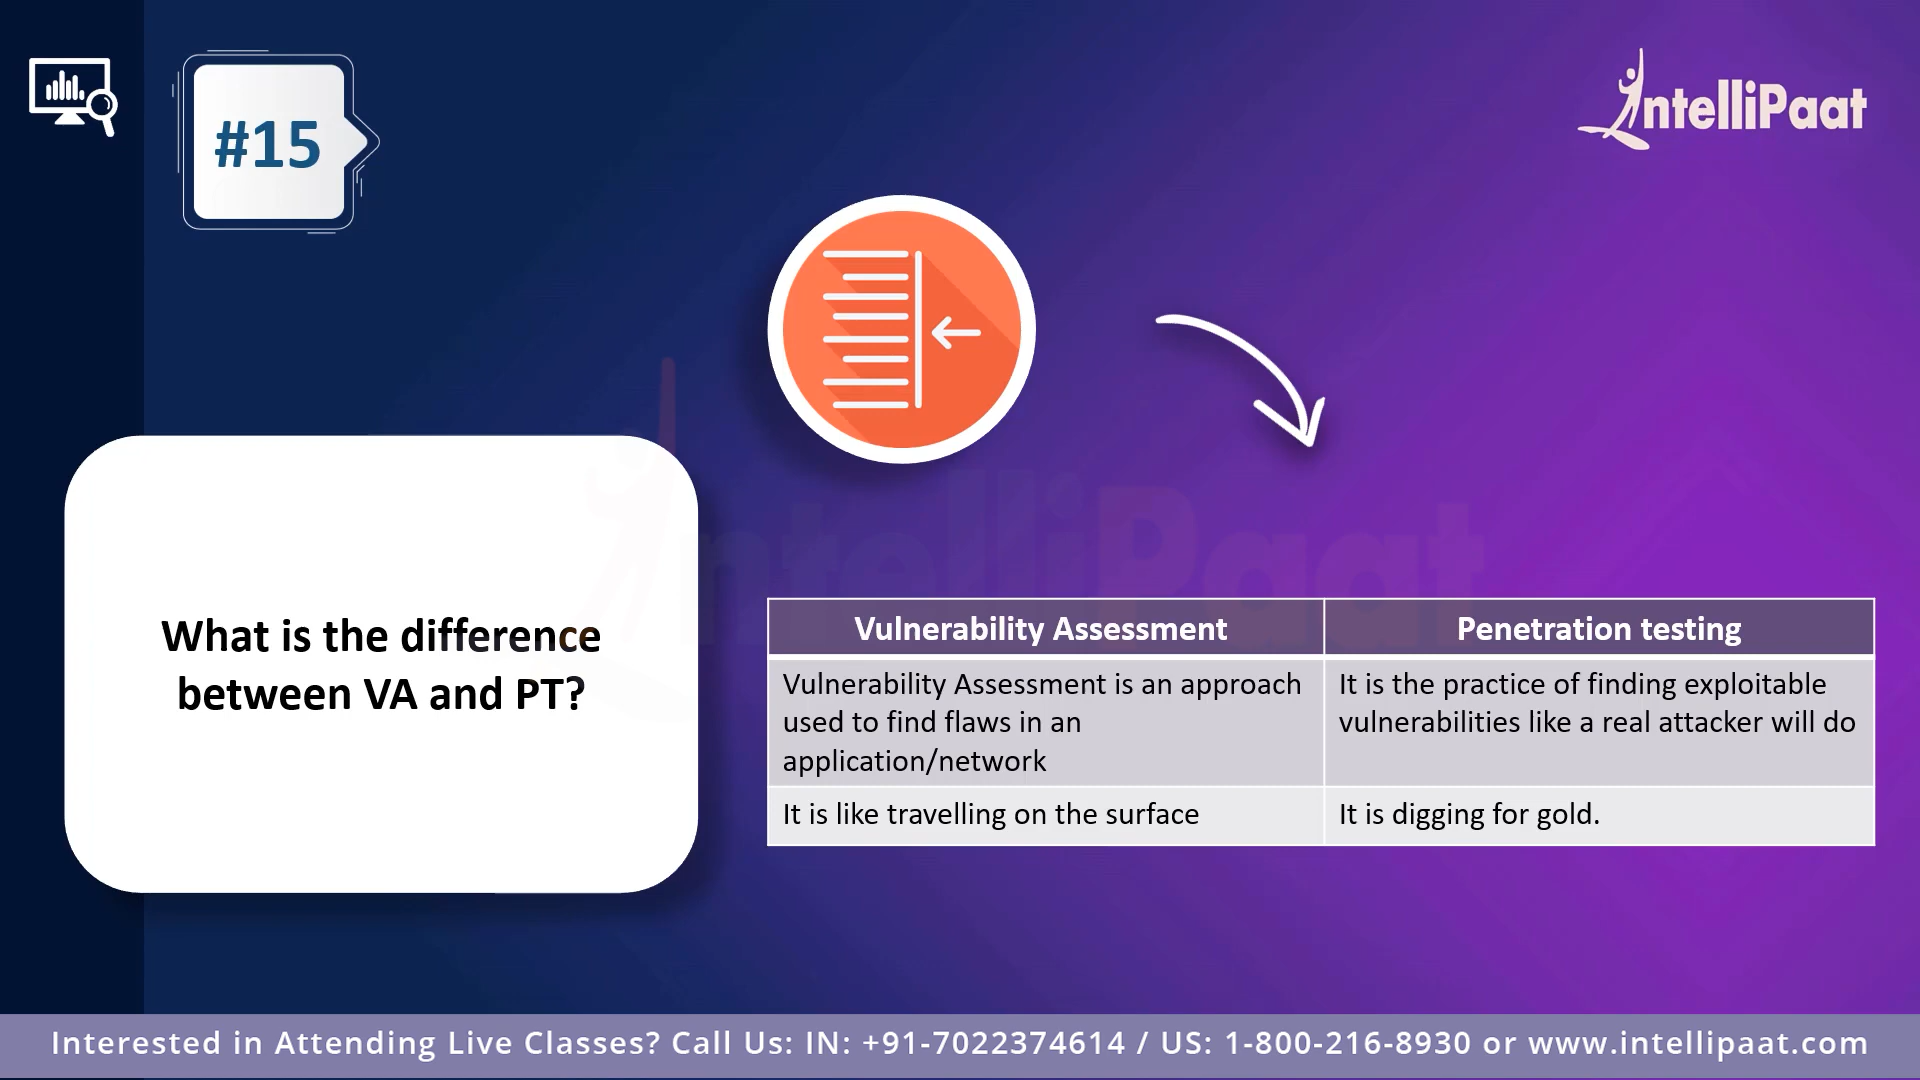 #15
IntelliPaat
What is the difference
between VA and PT?
Vulnerability Assessment
Penetration testing
Vulnerability Assessment is an approach
used to find flaws in an
application/network
It is the practice of finding exploitable
vulnerabilities like a real attacker will do
It is like travelling on the surface
It is digging for gold.
IntelliPaat
Interested in Attending Live Classes? Call Us: IN: +91-7022374614 / US: 1-800-216-8930 or www.intellipaat.com